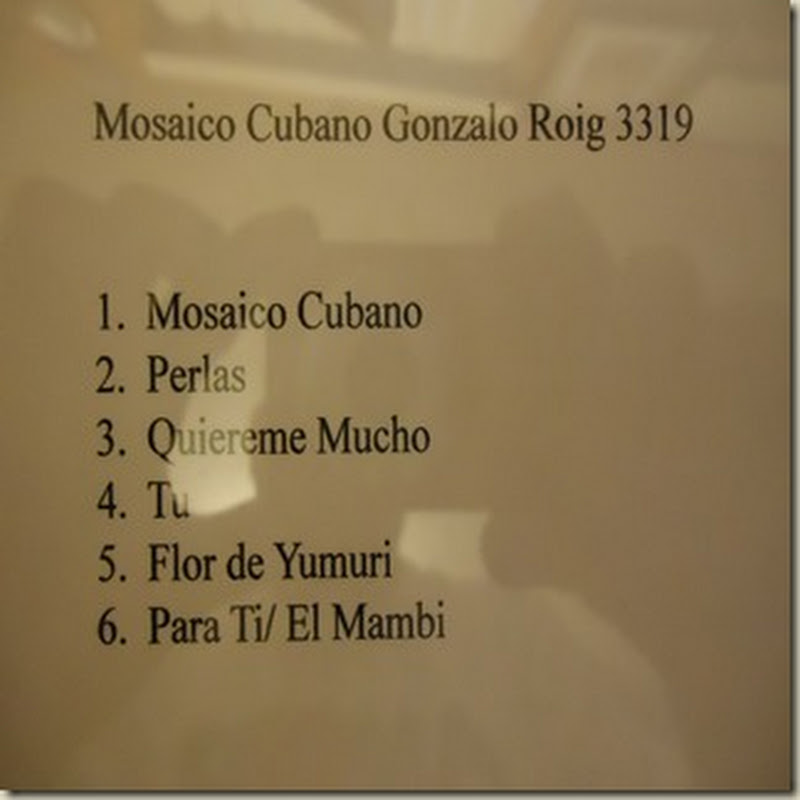 Mosaico Cubano Gonzalo Roig 3319
1. Mosaico Cubano
2. Perlas
3. Quiereme Mucho
4. Tu
5. Flor de Yumuri
6. Para Ti/ El Mambi